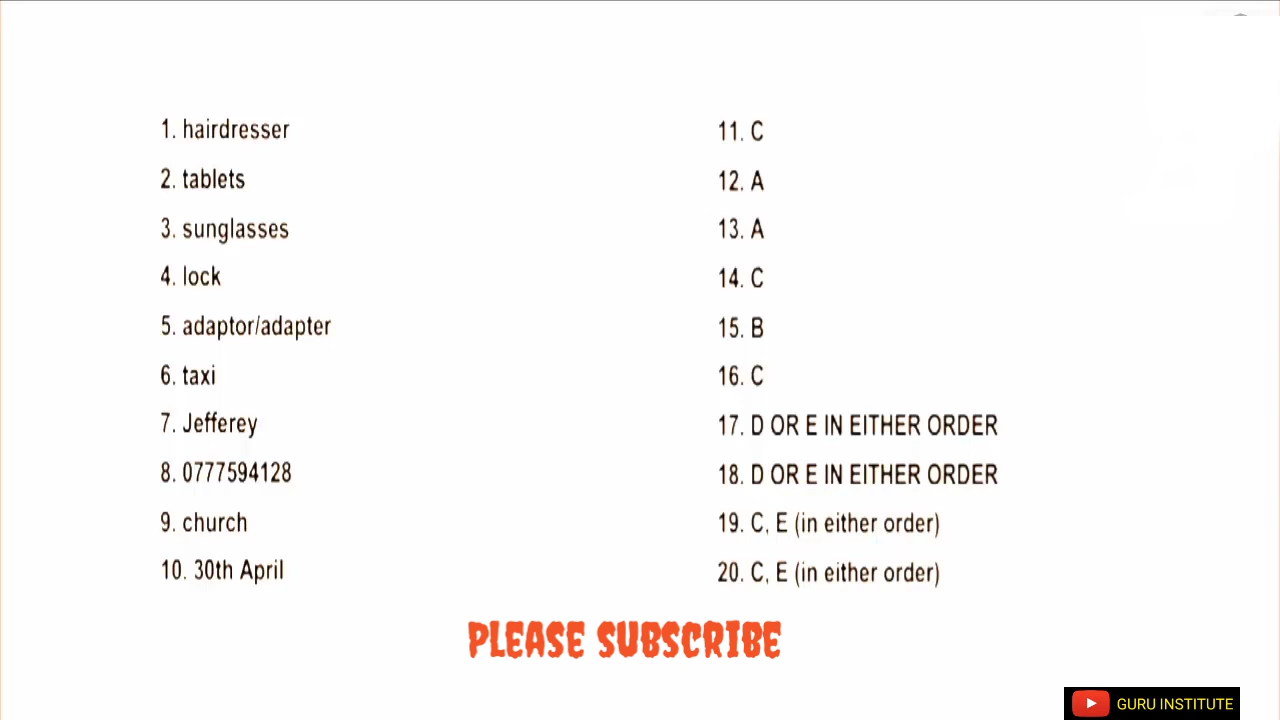 1. hairdresser
2. tablets
3. sunglasses
4. lock
5. adaptor/adapter
6. taxi
7. Jefferey
8. 0777594128
9. church
10. 30th April
11. C
12. A
13. A
14. C
15. B
16. C
17. D OR E IN EITHER ORDER
18. D OR E IN EITHER ORDER
19. C, E (in either order)
20. C, E (in either order)
PLEASE SUBSCRIBE
GURU INSTITUTE